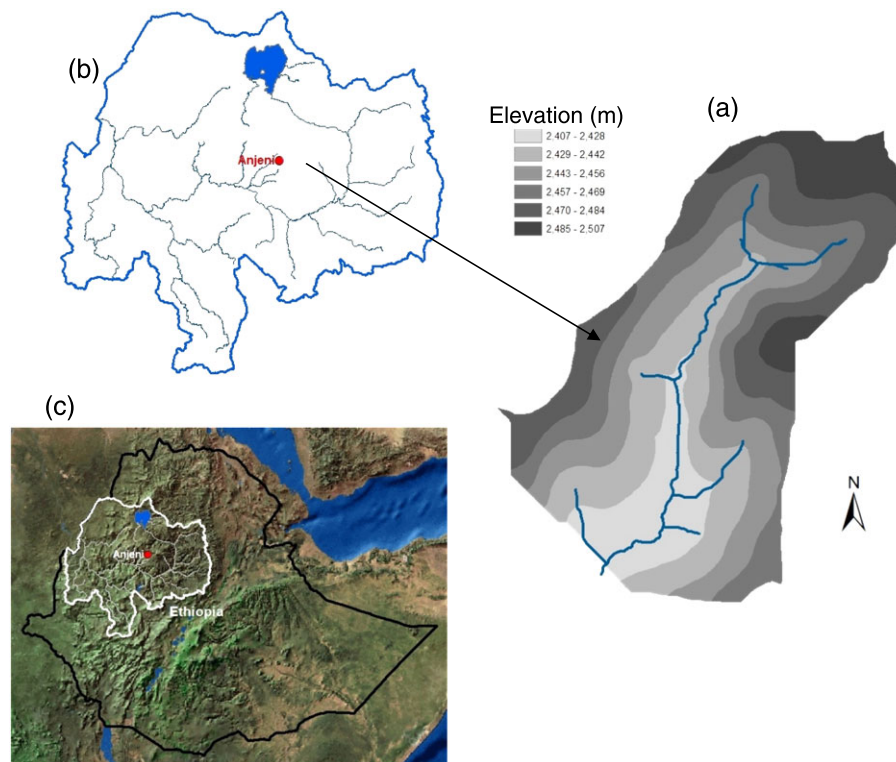 (b)
(a)
Elevation (m)
2,407 - 2,428
2,429 - 2,442
2,443 - 2,456
2,457 - 2,469
2,470 - 2,484
2,485 - 2,507
Anjeni
(c)
N
Anjeni
Ethiopia